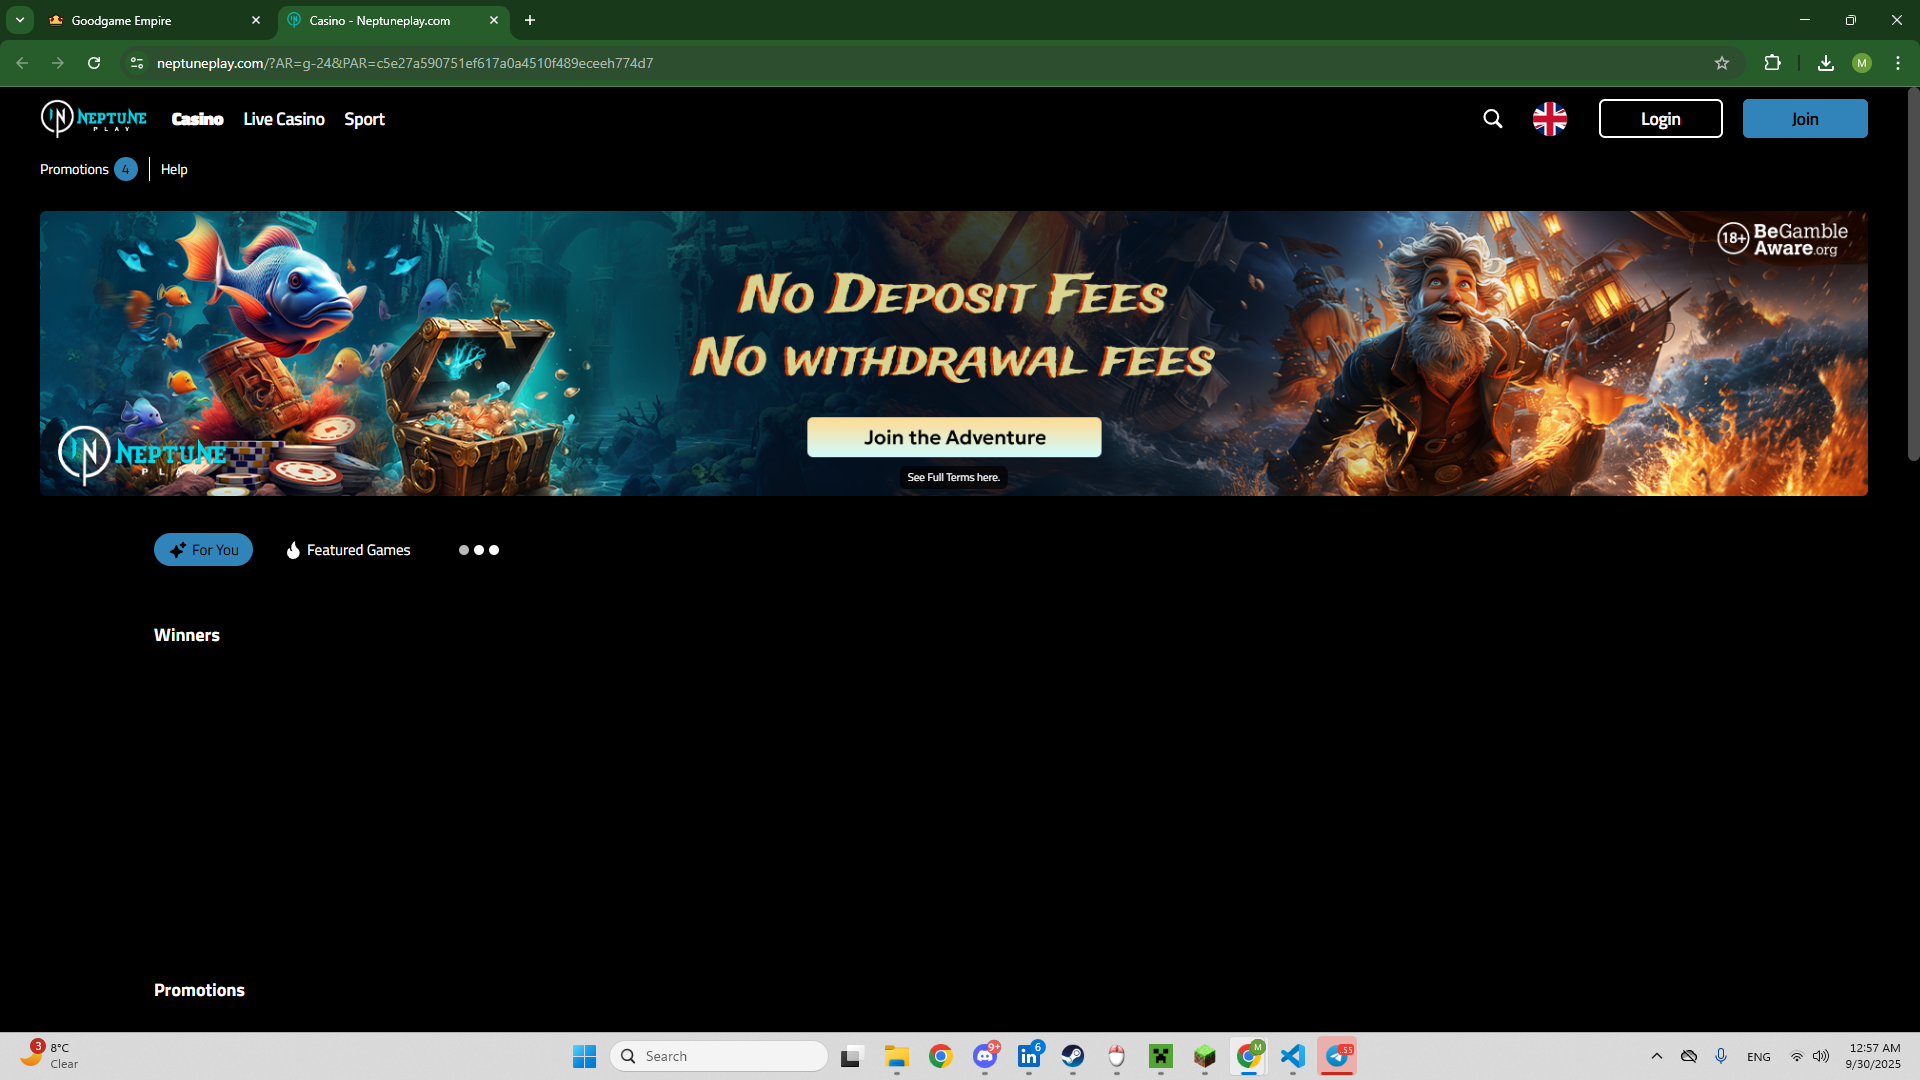 Goodgame Empire
Casino - Neptuneplay.com
neptuneplay.com/?AR=g-24&PAR=c5e27a590751ef617a0a4510f489eceeh774d7
M
NEPTUNE
PLAY
Casino
Live Casino
Sport
Login
Join
Promotions 4
Help
18+ BeGamble
Aware.org
No Deposit Fees
No withdrawal fees
Join the Adventure
See Full Terms here.
NEPTUNE
PLAY
For You
Featured Games
Winners
Promotions
3
8°C
Clear
Search
9+
6
M
55
ENG
12:57 AM
9/30/2025